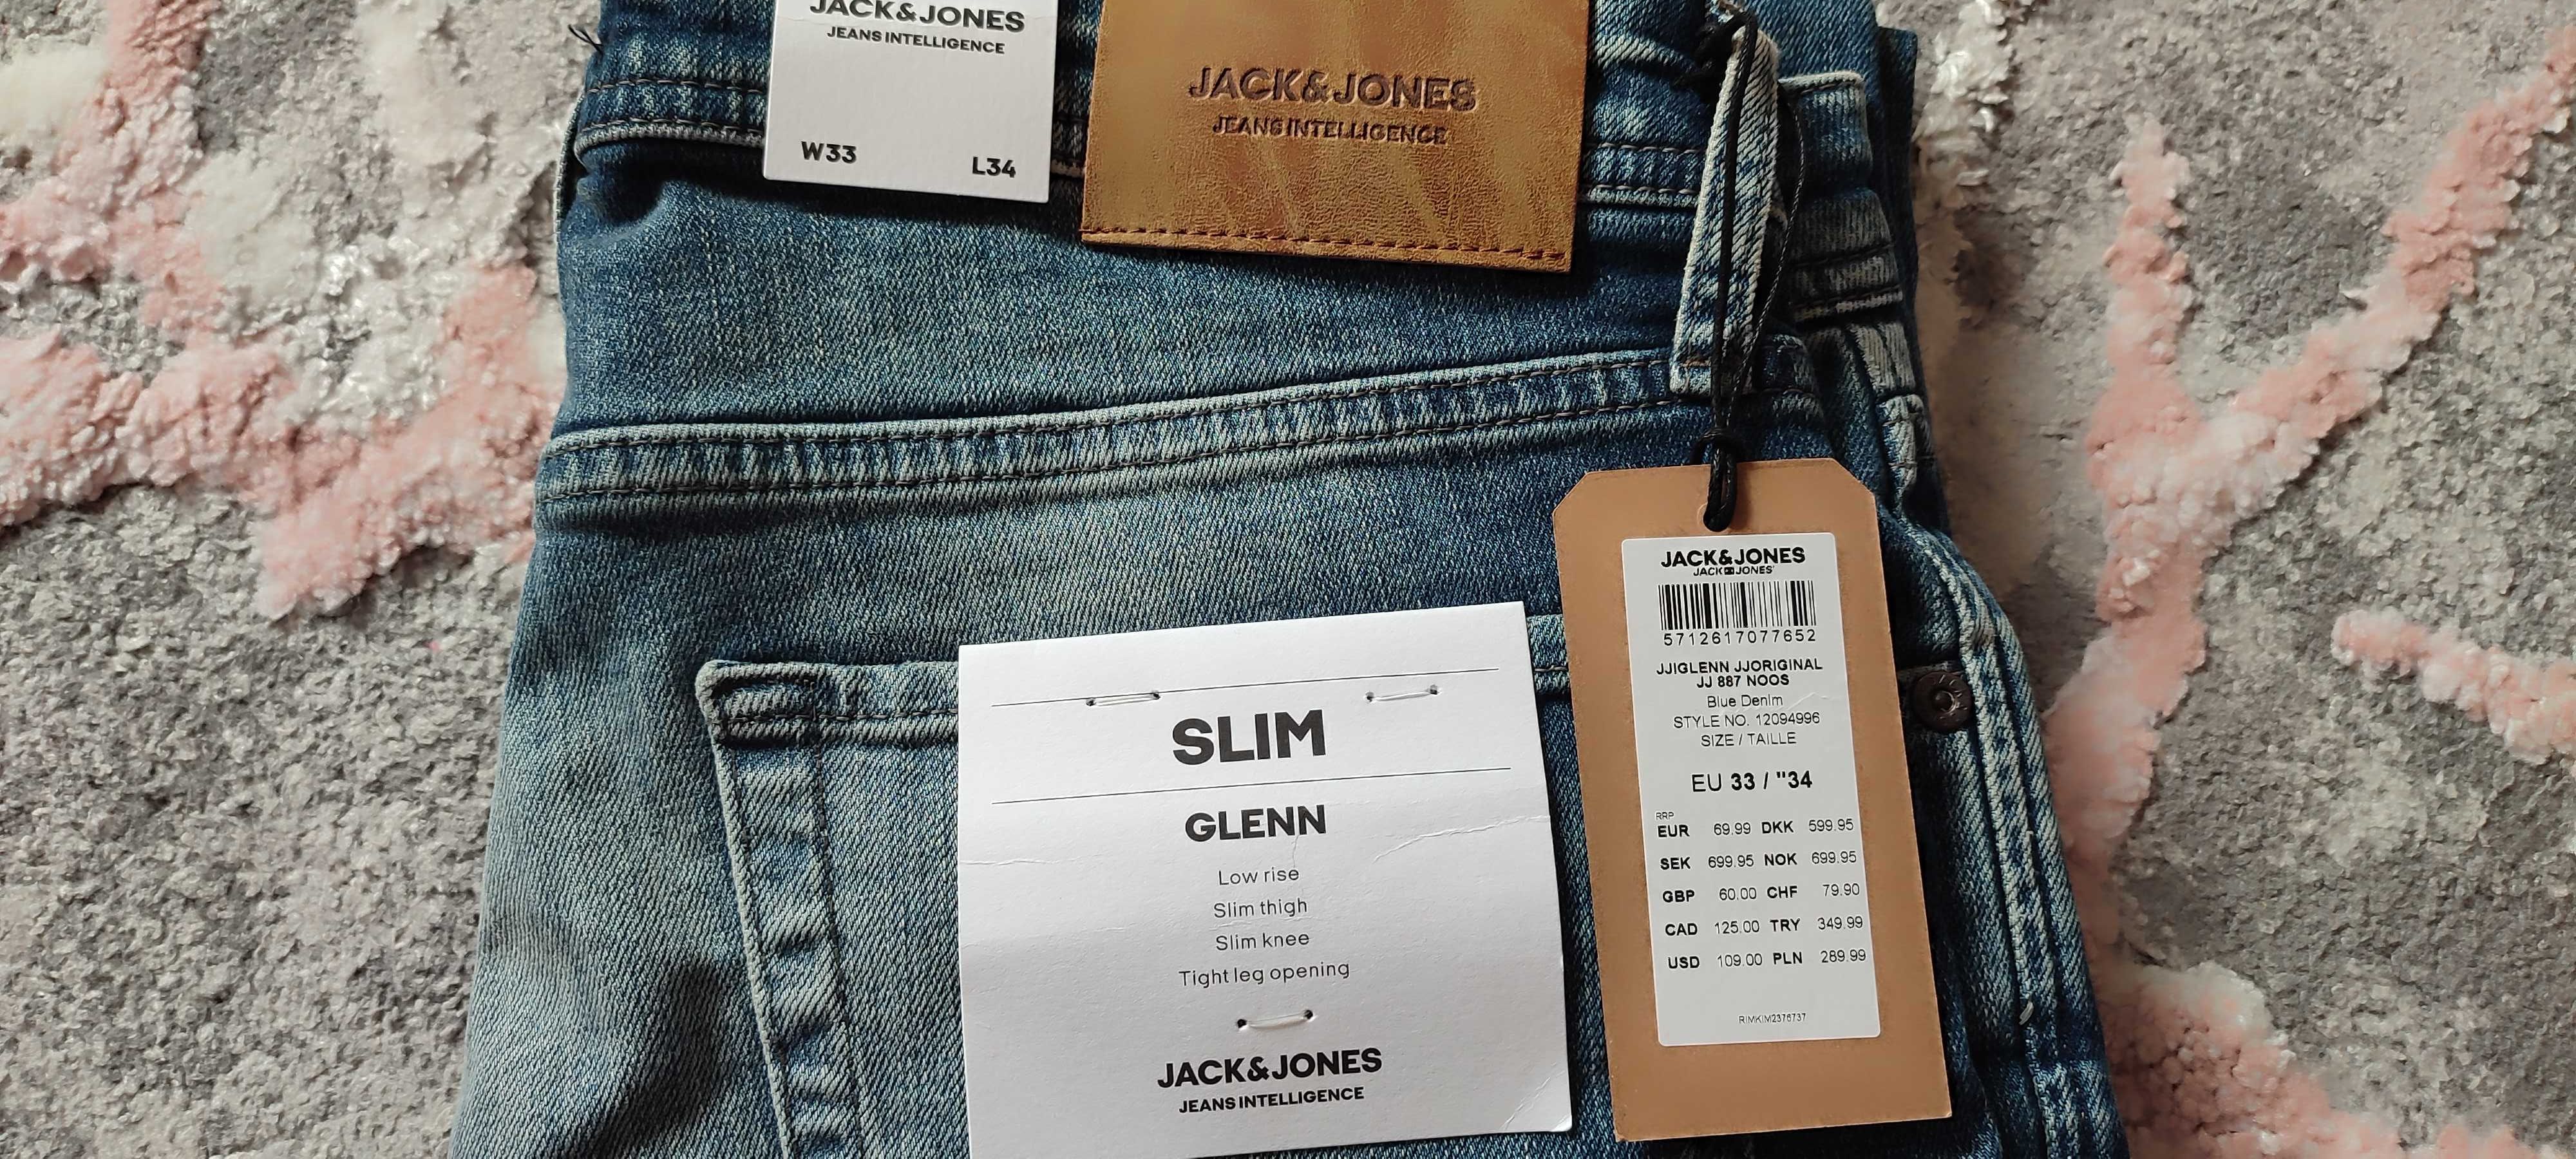 JACK&JONES
JEANS INTELLIGENCE
W33 L34
JACK&JONES
JEANS INTELLIGENCE
SLIM
GLENN
Low rise
Slim thigh
Slim knee
Tight leg opening
JACK&JONES
JEANS INTELLIGENCE
JACK&JONES
JACK JONES
5712617077652
JJIGLENN JJORIGINAL
JJ 887 NOOS
Blue Denim
STYLE NO. 12094996
SIZE / TAILLE
EU 33 / "34
RRP
EUR 69.99 DKK 599.95
SEK 699.95 NOK 699.95
GBP 60.00 CHF 79.90
CAD 125.00 TRY 349.99
USD 109.00 PLN 289.99
RIMKIM2376737